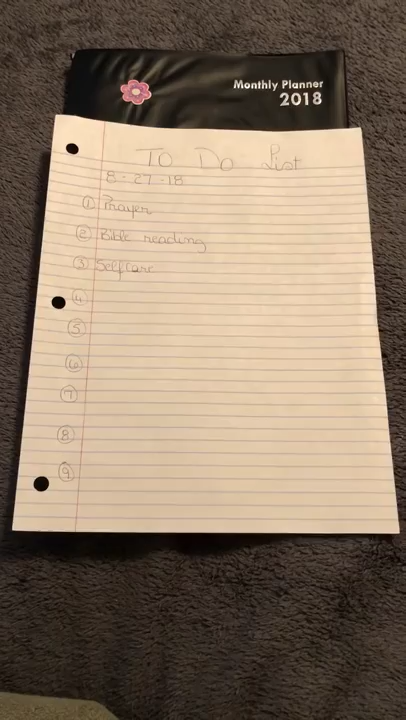 Monthly Planner
2018
TO Do List
8-27-18
① Prayer
② Bible reading
③ Selfcare
④
⑤
⑥
⑦
⑧
⑨